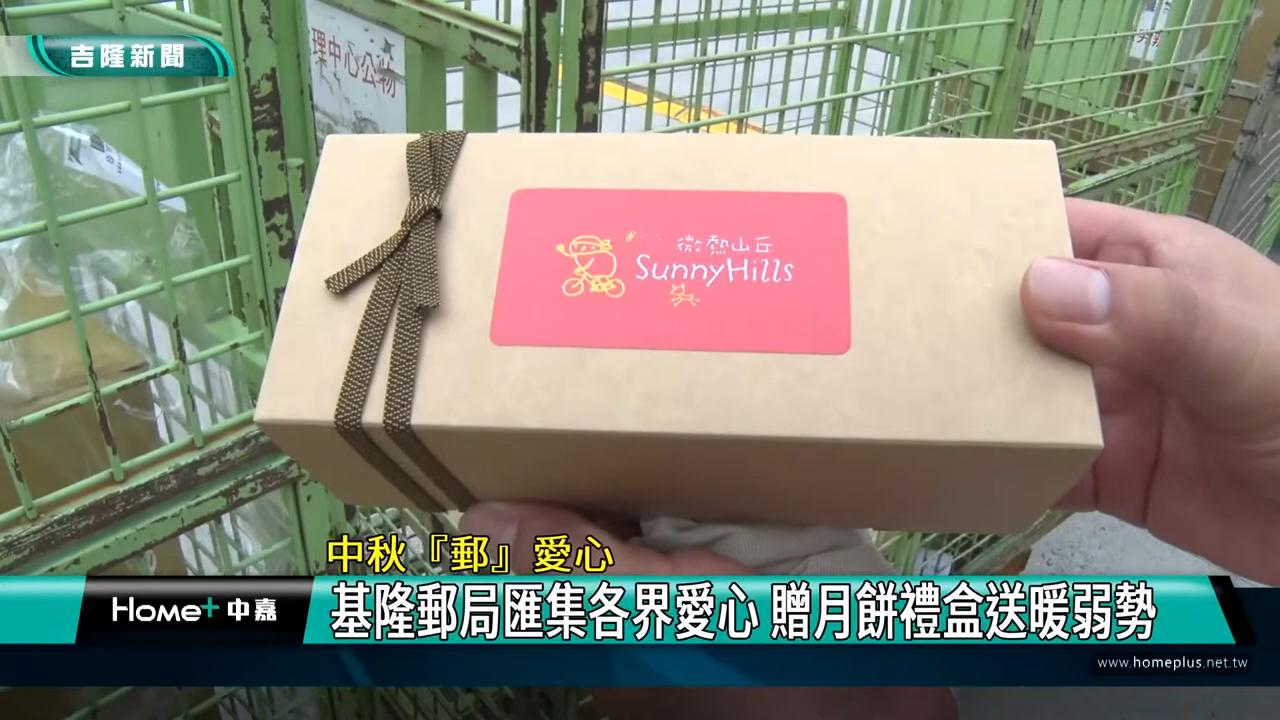 吉隆新聞
理中心公物
微熱山丘
SunnyHills
中秋『郵』愛心
Home+ 中嘉
基隆郵局匯集各界愛心 贈月餅禮盒送暖弱勢
www.homeplus.net.tw